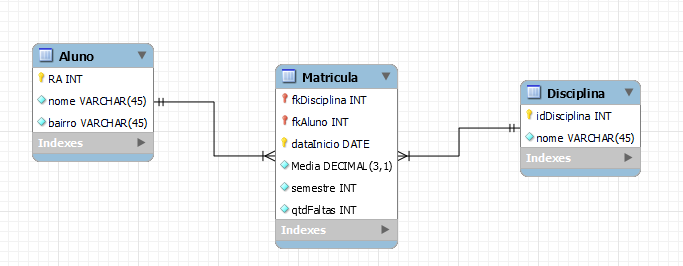 Aluno
RA INT
nome VARCHAR(45)
bairro VARCHAR(45)
Indexes
Matricula
fkDisciplina INT
fkAluno INT
dataInicio DATE
Media DECIMAL(3,1)
semestre INT
qtdFaltas INT
Indexes
Disciplina
idDisciplina INT
nome VARCHAR(45)
Indexes